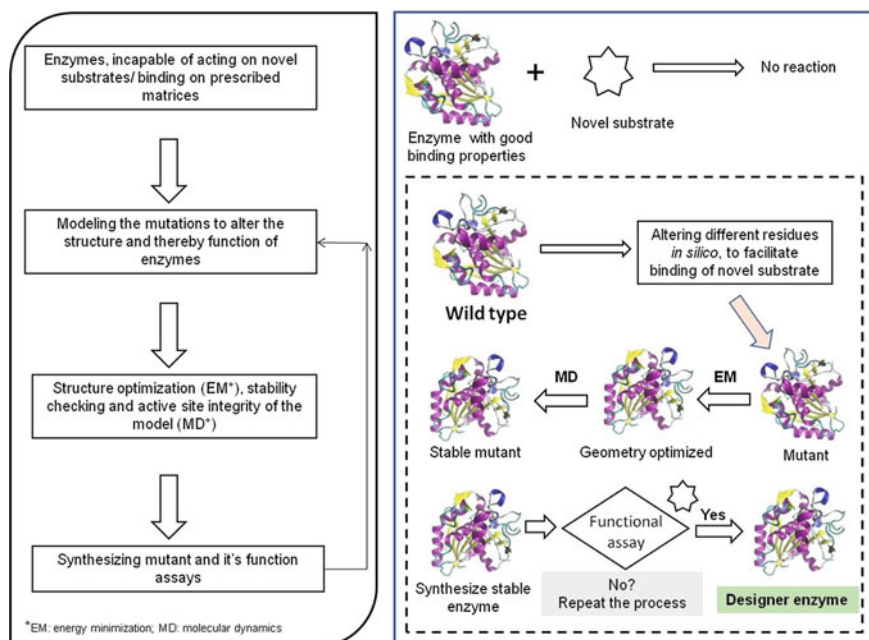 Enzymes, incapable of acting on novel
substrates/ binding on prescribed
matrices
Modeling the mutations to alter the
structure and thereby function of
enzymes
Structure optimization (EM*), stability
checking and active site integrity of the
model (MD*)
Synthesizing mutant and it's function
assays
*EM: energy minimization; MD: molecular dynamics
+
No reaction
Enzyme with good
binding properties
Novel substrate
Wild type
Altering different residues
in silico, to facilitate
binding of novel substrate
MD
EM
Stable mutant
Geometry optimized
Mutant
Functional
assay
Yes
Synthesize stable
enzyme
No?
Repeat the process
Designer enzyme